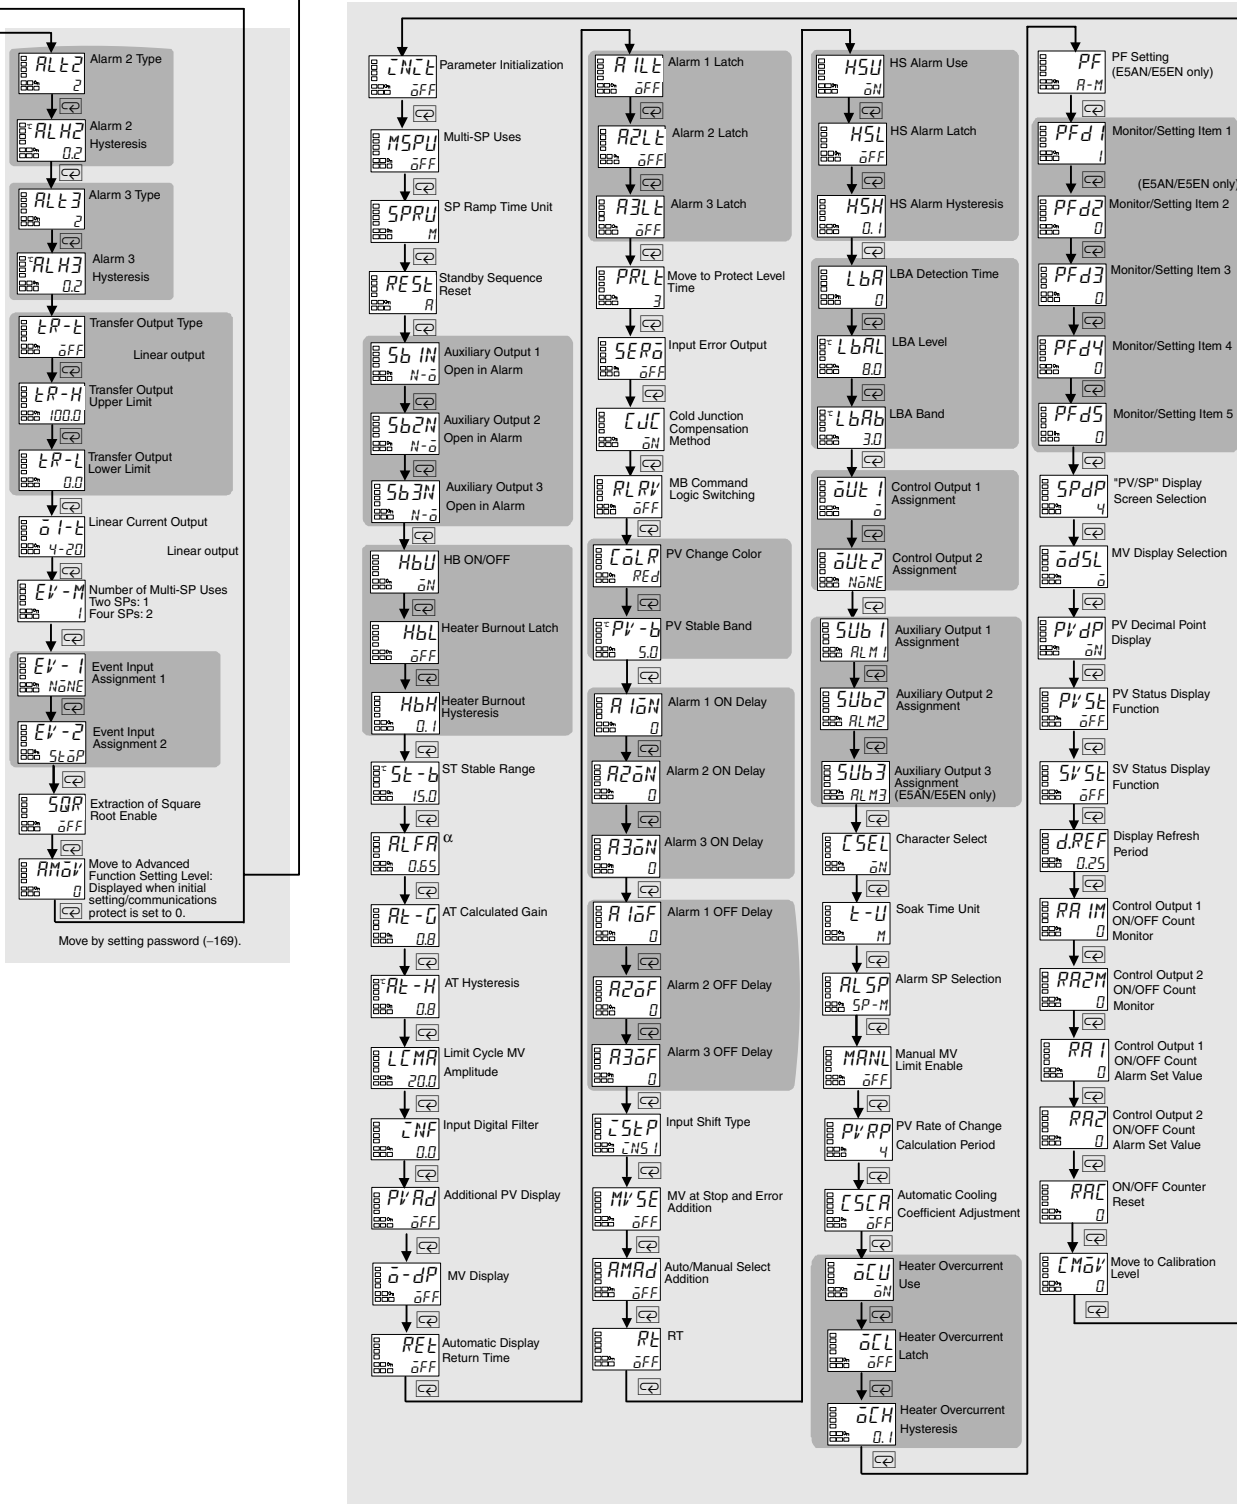 ALt2
2
Alarm 2 Type
ALH2
0.2
Alarm 2
Hysteresis
ALt3
2
Alarm 3 Type
ALH3
0.2
Alarm 3
Hysteresis
tR-t
oFF
Transfer Output Type
Linear output
tR-H
100.0
Transfer Output
Upper Limit
tR-L
0.0
Transfer Output
Lower Limit
o1-t
4-20
Linear Current Output
Linear output
EV-M
1
Number of Multi-SP Uses
Two SPs: 1
Four SPs: 2
EV-1
NoNE
Event Input
Assignment 1
EV-2
StoP
Event Input
Assignment 2
SQR
oFF
Extraction of Square
Root Enable
AMoV
0
Move to Advanced
Function Setting Level:
Displayed when initial
setting/communications
protect is set to 0.
Move by setting password (−169).
iNit
oFF
Parameter Initialization
MSPU
oFF
Multi-SP Uses
SPRU
M
SP Ramp Time Unit
RESt
A
Standby Sequence
Reset
Sb1N
N-o
Auxiliary Output 1
Open in Alarm
Sb2N
N-o
Auxiliary Output 2
Open in Alarm
Sb3N
N-o
Auxiliary Output 3
Open in Alarm
HbU
oN
HB ON/OFF
HbL
oFF
Heater Burnout Latch
HbH
0.1
Heater Burnout
Hysteresis
St-b
15.0
ST Stable Range
ALFA
0.65
α
At-G
0.8
AT Calculated Gain
At-H
0.8
AT Hysteresis
LCMA
20.0
Limit Cycle MV
Amplitude
iNF
0.0
Input Digital Filter
PVAd
oFF
Additional PV Display
o-dP
oFF
MV Display
REt
oFF
Automatic Display
Return Time
A1Lt
oFF
Alarm 1 Latch
A2Lt
oFF
Alarm 2 Latch
A3Lt
oFF
Alarm 3 Latch
PRLt
3
Move to Protect Level
Time
SERo
oFF
Input Error Output
CJC
oN
Cold Junction
Compensation
Method
RLRV
oFF
MB Command
Logic Switching
CoLR
REd
PV Change Color
PV-b
5.0
PV Stable Band
A1oN
0
Alarm 1 ON Delay
A2oN
0
Alarm 2 ON Delay
A3oN
0
Alarm 3 ON Delay
A1oF
0
Alarm 1 OFF Delay
A2oF
0
Alarm 2 OFF Delay
A3oF
0
Alarm 3 OFF Delay
iStP
iNS1
Input Shift Type
MVSE
oFF
MV at Stop and Error
Addition
AMAd
oFF
Auto/Manual Select
Addition
Rt
oFF
RT
HSU
oN
HS Alarm Use
HSL
oFF
HS Alarm Latch
HSH
0.1
HS Alarm Hysteresis
LbA
0
LBA Detection Time
LbAL
8.0
LBA Level
LbAb
3.0
LBA Band
oUt1
o
Control Output 1
Assignment
oUt2
NoNE
Control Output 2
Assignment
SUb1
ALM1
Auxiliary Output 1
Assignment
SUb2
ALM2
Auxiliary Output 2
Assignment
SUb3
ALM3
Auxiliary Output 3
Assignment
(E5AN/E5EN only)
CSEL
oN
Character Select
t-U
M
Soak Time Unit
ALSP
SP-M
Alarm SP Selection
MANL
oFF
Manual MV
Limit Enable
PVRP
4
PV Rate of Change
Calculation Period
CSCA
oFF
Automatic Cooling
Coefficient Adjustment
oCU
oN
Heater Overcurrent
Use
oCL
oFF
Heater Overcurrent
Latch
oCH
0.1
Heater Overcurrent
Hysteresis
PF
A-M
PF Setting
(E5AN/E5EN only)
PFd1
1
Monitor/Setting Item 1
(E5AN/E5EN only)
PFd2
0
Monitor/Setting Item 2
PFd3
0
Monitor/Setting Item 3
PFd4
0
Monitor/Setting Item 4
PFd5
0
Monitor/Setting Item 5
SPdP
4
"PV/SP" Display
Screen Selection
odSL
o
MV Display Selection
PVdP
oN
PV Decimal Point
Display
PVSt
oFF
PV Status Display
Function
SVSt
oFF
SV Status Display
Function
d.REF
0.25
Display Refresh
Period
RA1M
0
Control Output 1
ON/OFF Count
Monitor
RA2M
0
Control Output 2
ON/OFF Count
Monitor
RA1
0
Control Output 1
ON/OFF Count
Alarm Set Value
RA2
0
Control Output 2
ON/OFF Count
Alarm Set Value
RAC
0
ON/OFF Counter
Reset
CMoV
0
Move to Calibration
Level